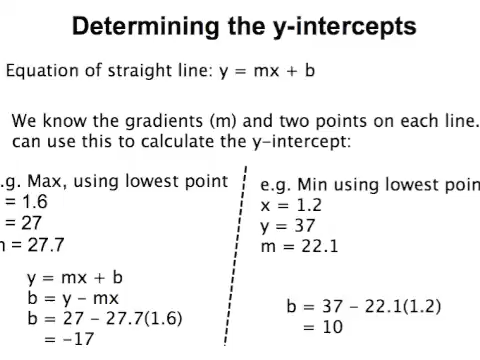 Determining the y-intercepts
Equation of straight line: y = mx + b
We know the gradients (m) and two points on each line.
can use this to calculate the y-intercept:
.g. Max, using lowest point
= 1.6
= 27
= 27.7
y = mx + b
b = y - mx
b = 27 - 27.7(1.6)
= -17
e.g. Min using lowest poin
x = 1.2
y = 37
m = 22.1
b = 37 - 22.1(1.2)
= 10